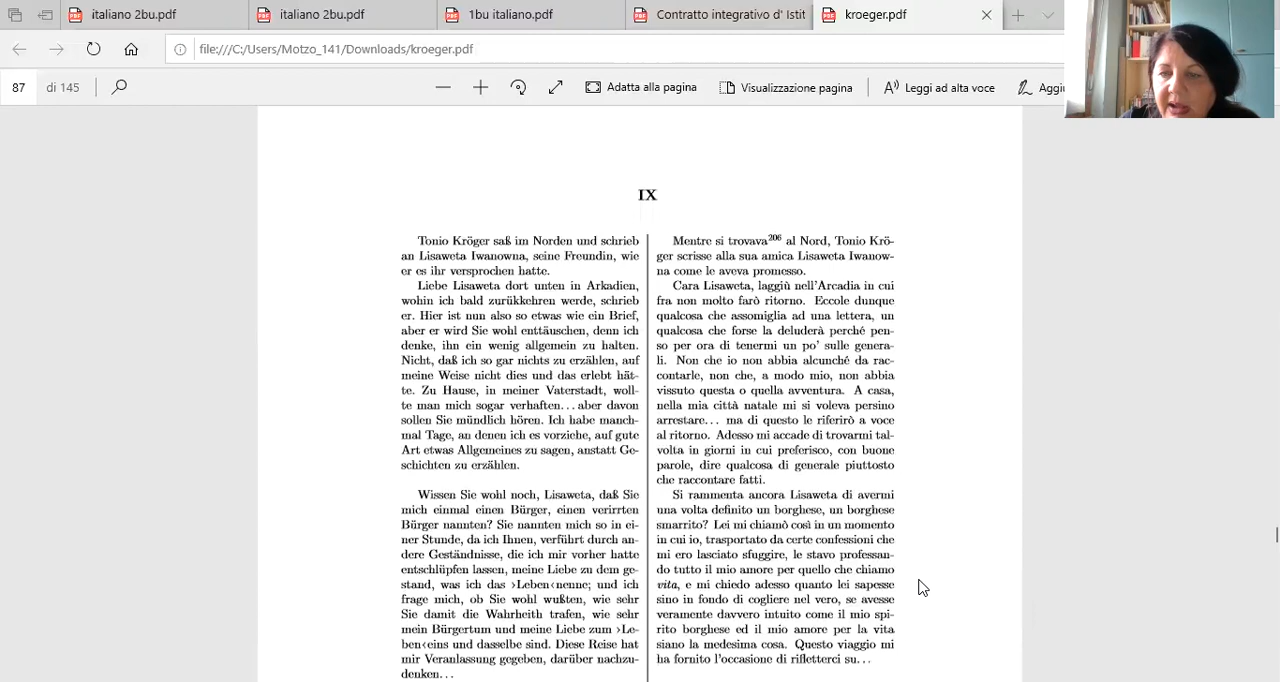 italiano 2bu.pdf
italiano 2bu.pdf
1bu italiano.pdf
Contratto integrativo d' Istit
kroeger.pdf
file:///C:/Users/Motzo_141/Downloads/kroeger.pdf
87
di 145
Adatta alla pagina
Visualizzazione pagina
Leggi ad alta voce
Aggiu
IX
Tonio Kröger saß im Norden und schrieb
an Lisaweta Iwanowna, seine Freundin, wie
er es ihr versprochen hatte.
Liebe Lisaweta dort unten in Arkadien,
wohin ich bald zurükkehren werde, schrieb
er. Hier ist nun also so etwas wie ein Brief,
aber er wird Sie wohl enttäuschen, denn ich
denke, ihn ein wenig allgemein zu halten.
Nicht, daß ich so gar nichts zu erzählen, auf
meine Weise nicht dies und das erlebt hät-
te. Zu Hause, in meiner Vaterstadt, woll-
te man mich sogar verhaften... aber davon
sollen Sie mündlich hören. Ich habe manch-
mal Tage, an denen ich es vorziehe, auf gute
Art etwas Allgemeines zu sagen, anstatt Ge-
schichten zu erzählen.
Wissen Sie wohl noch, Lisaweta, daß Sie
mich einmal einen Bürger, einen verirrten
Bürger nannten? Sie nannten mich so in ei-
ner Stunde, da ich Ihnen, verführt durch an-
dere Geständnisse, die ich mir vorher hatte
entschlüpfen lassen, meine Liebe zu dem ge-
stand, was ich das ›Leben‹nenne; und ich
frage mich, ob Sie wohl wußten, wie sehr
Sie damit die Wahrheith trafen, wie sehr
mein Bürgertum und meine Liebe zum ›Le-
ben‹eins und dasselbe sind. Diese Reise hat
mir Veranlassung gegeben, darüber nachzu-
denken...
Mentre si trovava206 al Nord, Tonio Krö-
ger scrisse alla sua amica Lisaweta Iwanow-
na come le aveva promesso.
Cara Lisaweta, laggiù nell'Arcadia in cui
fra non molto farò ritorno. Eccole dunque
qualcosa che assomiglia ad una lettera, un
qualcosa che forse la deluderà perché pen-
so per ora di tenermi un po' sulle genera-
li. Non che io non abbia alcunché da rac-
contarle, non che, a modo mio, non abbia
vissuto questa o quella avventura. A casa,
nella mia città natale mi si voleva persino
arrestare... ma di questo le riferirò a voce
al ritorno. Adesso mi accade di trovarmi tal-
volta in giorni in cui preferisco, con buone
parole, dire qualcosa di generale piuttosto
che raccontare fatti.
Si rammenta ancora Lisaweta di avermi
una volta definito un borghese, un borghese
smarrito? Lei mi chiamò così in un momento
in cui io, trasportato da certe confessioni che
mi ero lasciato sfuggire, le stavo professan-
do tutto il mio amore per quello che chiamo
vita, e mi chiedo adesso quanto lei sapesse
sino in fondo di cogliere nel vero, se avesse
veramente davvero intuito come il mio spi-
rito borghese ed il mio amore per la vita
siano la medesima cosa. Questo viaggio mi
ha fornito l'occasione di rifletterci su...